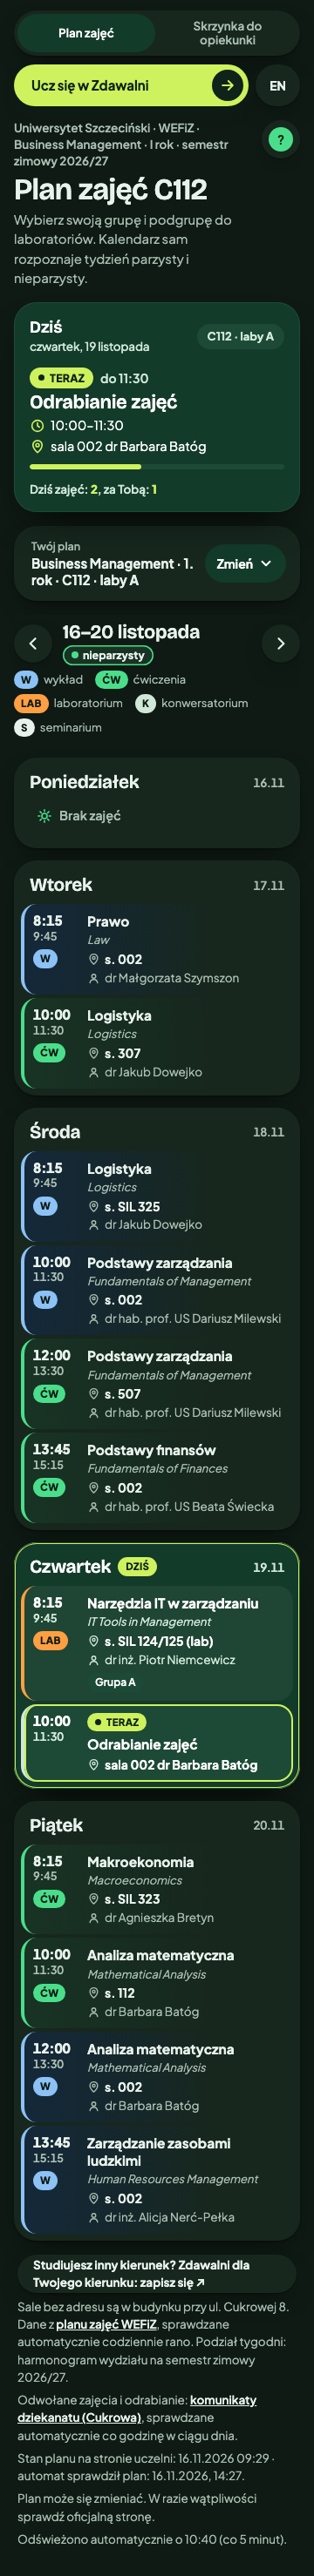 Plan zajęć
Skrzynka do
opiekunki
Ucz się w Zdawalni
EN
Uniwersytet Szczeciński · WEFiZ ·
Business Management · I rok · semestr
zimowy 2026/27
?
Plan zajęć C112
Wybierz swoją grupę i podgrupę do
laboratoriów. Kalendarz sam
rozpoznaje tydzień parzysty i
nieparzysty.
Dziś
czwartek, 19 listopada
C112 · laby A
TERAZ do 11:30
Odrabianie zajęć
10:00–11:30
sala 002 dr Barbara Batóg
Dziś zajęć: 2, za Tobą: 1
Twój plan
Business Management · 1.
rok · C112 · laby A
Zmień
16–20 listopada
nieparzysty
W wykład ĆW ćwiczenia
LAB laboratorium K konwersatorium
S seminarium
Poniedziałek 16.11
Brak zajęć
Wtorek 17.11
8:15
9:45
W
Prawo
Law
s. 002
dr Małgorzata Szymszon
10:00
11:30
ĆW
Logistyka
Logistics
s. 307
dr Jakub Dowejko
Środa 18.11
8:15
9:45
W
Logistyka
Logistics
s. SIL 325
dr Jakub Dowejko
10:00
11:30
W
Podstawy zarządzania
Fundamentals of Management
s. 002
dr hab. prof. US Dariusz Milewski
12:00
13:30
ĆW
Podstawy zarządzania
Fundamentals of Management
s. 507
dr hab. prof. US Dariusz Milewski
13:45
15:15
ĆW
Podstawy finansów
Fundamentals of Finances
s. 002
dr hab. prof. US Beata Świecka
Czwartek DZIŚ 19.11
8:15
9:45
LAB
Narzędzia IT w zarządzaniu
IT Tools in Management
s. SIL 124/125 (lab)
dr inż. Piotr Niemcewicz
Grupa A
10:00
11:30
TERAZ
Odrabianie zajęć
sala 002 dr Barbara Batóg
Piątek 20.11
8:15
9:45
ĆW
Makroekonomia
Macroeconomics
s. SIL 323
dr Agnieszka Bretyn
10:00
11:30
ĆW
Analiza matematyczna
Mathematical Analysis
s. 112
dr Barbara Batóg
12:00
13:30
W
Analiza matematyczna
Mathematical Analysis
s. 002
dr Barbara Batóg
13:45
15:15
W
Zarządzanie zasobami
ludzkimi
Human Resources Management
s. 002
dr inż. Alicja Nerć-Pełka
Studiujesz inny kierunek? Zdawalni dla
Twojego kierunku: zapisz się ↗
Sale bez adresu są w budynku przy ul. Cukrowej 8.
Dane z planu zajęć WEFiZ, sprawdzane
automatycznie codziennie rano. Podział tygodni:
harmonogram wydziału na semestr zimowy
2026/27.
Odwołane zajęcia i odrabianie: komunikaty
dziekanatu (Cukrowa), sprawdzane
automatycznie co godzinę w ciągu dnia.
Stan planu na stronie uczelni: 16.11.2026 09:29 ·
automat sprawdził plan: 16.11.2026, 14:27.
Plan może się zmieniać. W razie wątpliwości
sprawdź oficjalną stronę.
Odświeżono automatycznie o 10:40 (co 5 minut).